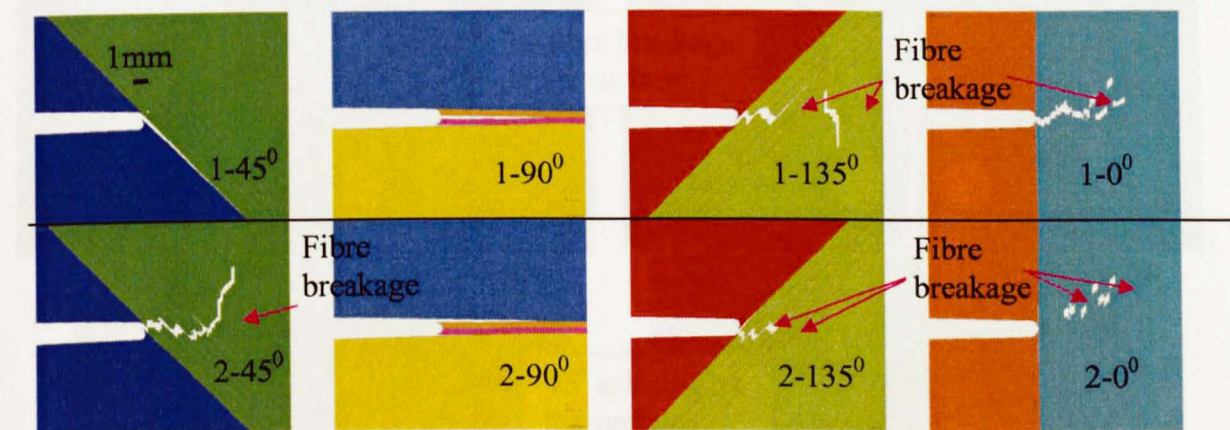 1mm
Fibre
breakage
1-45⁰
1-90⁰
1-135⁰
1-0⁰
Fibre
breakage
Fibre
breakage
2-45⁰
2-90⁰
2-135⁰
2-0⁰